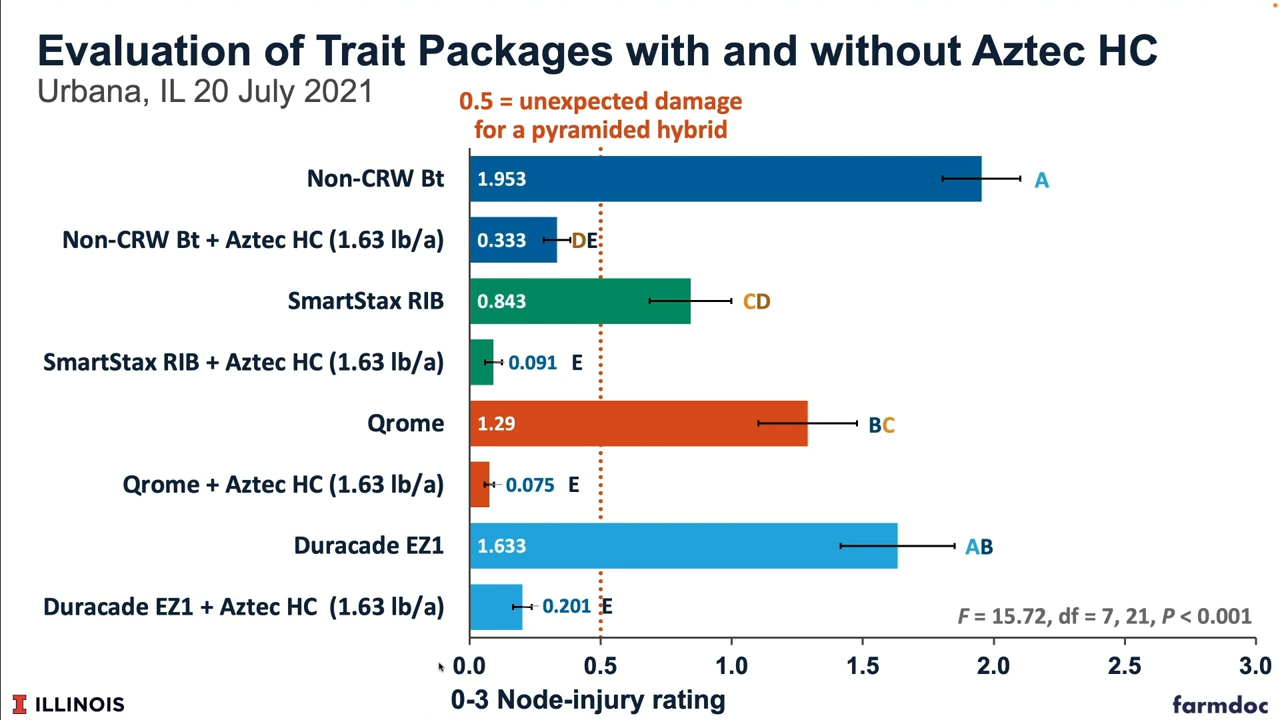 Evaluation of Trait Packages with and without Aztec HC
Urbana, IL 20 July 2021
0.5 = unexpected damage
for a pyramided hybrid
Non-CRW Bt
1.953
A
Non-CRW Bt + Aztec HC (1.63 lb/a)
0.333
DE
SmartStax RIB
0.843
CD
SmartStax RIB + Aztec HC (1.63 lb/a)
0.091
E
Qrome
1.29
BC
Qrome + Aztec HC (1.63 lb/a)
0.075
E
Duracade EZ1
1.633
AB
Duracade EZ1 + Aztec HC (1.63 lb/a)
0.201
E
F = 15.72, df = 7, 21, P < 0.001
0.0 0.5 1.0 1.5 2.0 2.5 3.0
0-3 Node-injury rating
I ILLINOIS
farmdoc